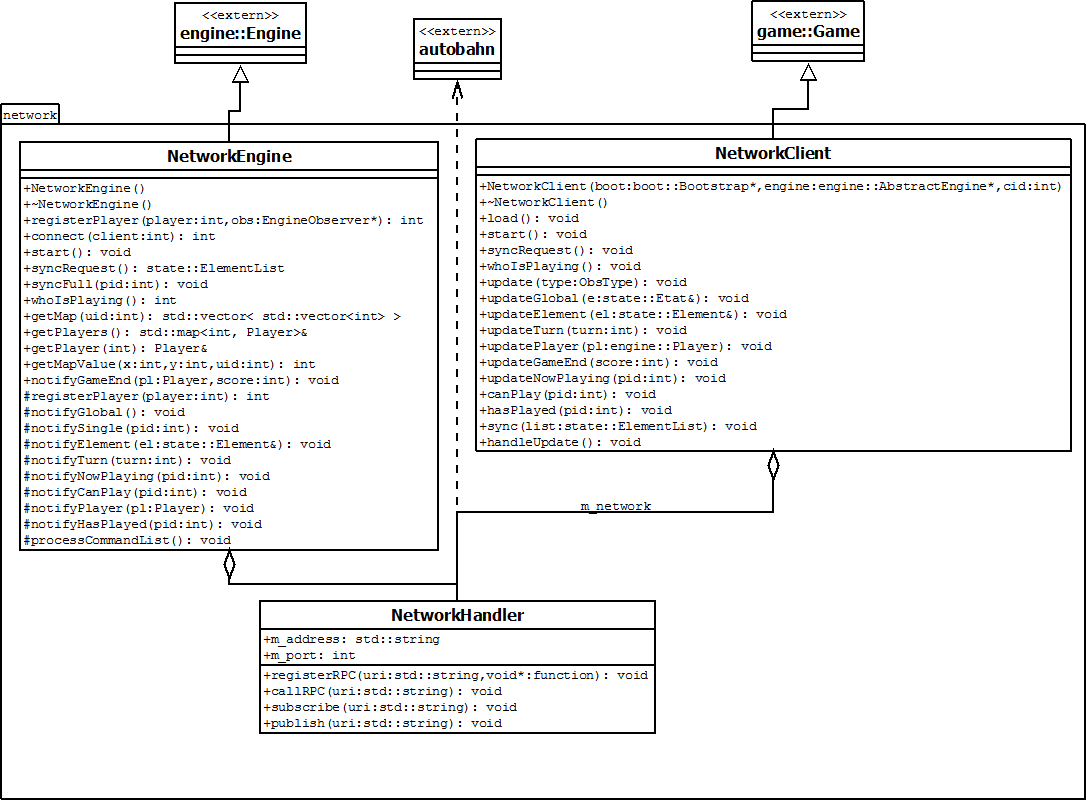 <<extern>>
engine::Engine
<<extern>>
autobahn
<<extern>>
game::Game
network
NetworkEngine
+NetworkEngine()
+~NetworkEngine()
+registerPlayer(player:int,obs:EngineObserver*): int
+connect(client:int): int
+start(): void
+syncRequest(): state::ElementList
+syncFull(pid:int): void
+whoIsPlaying(): int
+getMap(uid:int): std::vector< std::vector<int> >
+getPlayers(): std::map<int, Player>&
+getPlayer(int): Player&
+getMapValue(x:int,y:int,uid:int): int
+notifyGameEnd(pl:Player,score:int): void
#registerPlayer(player:int): int
#notifyGlobal(): void
#notifySingle(pid:int): void
#notifyElement(el:state::Element&): void
#notifyTurn(turn:int): void
#notifyNowPlaying(pid:int): void
#notifyCanPlay(pid:int): void
#notifyPlayer(pl:Player): void
#notifyHasPlayed(pid:int): void
#processCommandList(): void
NetworkClient
+NetworkClient(boot:boot::Bootstrap*,engine:engine::AbstractEngine*,cid:int)
+~NetworkClient()
+load(): void
+start(): void
+syncRequest(): void
+whoIsPlaying(): void
+update(type:ObsType): void
+updateGlobal(e:state::Etat&): void
+updateElement(el:state::Element&): void
+updateTurn(turn:int): void
+updatePlayer(pl:engine::Player): void
+updateGameEnd(score:int): void
+updateNowPlaying(pid:int): void
+canPlay(pid:int): void
+hasPlayed(pid:int): void
+sync(list:state::ElementList): void
+handleUpdate(): void
m_network
NetworkHandler
+m_address: std::string
+m_port: int
+registerRPC(uri:std::string,void*:function): void
+callRPC(uri:std::string): void
+subscribe(uri:std::string): void
+publish(uri:std::string): void